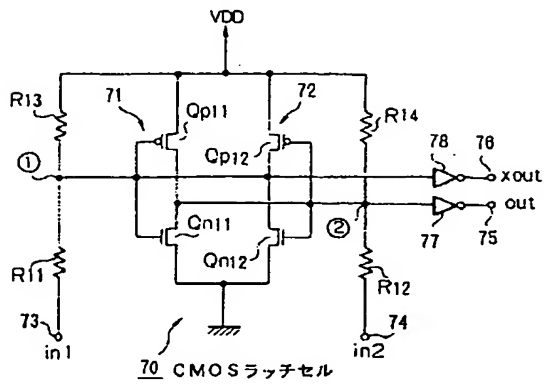 VDD
R13
71
Qp11
72
Qp12
R14
①
78
76
xout
out
Qn11
Qn12
②
77
75
R11
R12
73
in1
74
in2
70 CMOSラッチセル